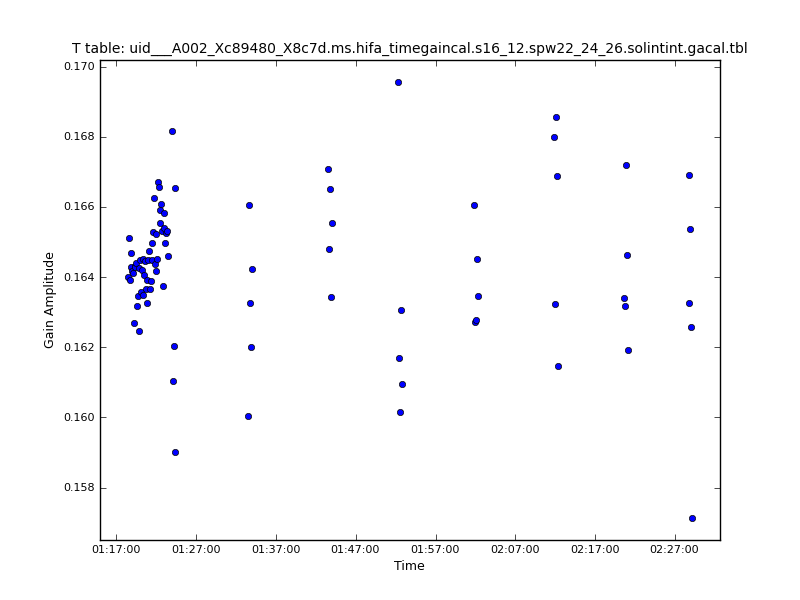 T table: uid___A002_Xc89480_X8c7d.ms.hifa_timegaincal.s16_12.spw22_24_26.solintint.gacal.tbl
0.170
0.168
0.166
0.164
0.162
0.160
0.158
Gain Amplitude
01:17:00 01:27:00 01:37:00 01:47:00 01:57:00 02:07:00 02:17:00 02:27:00
Time